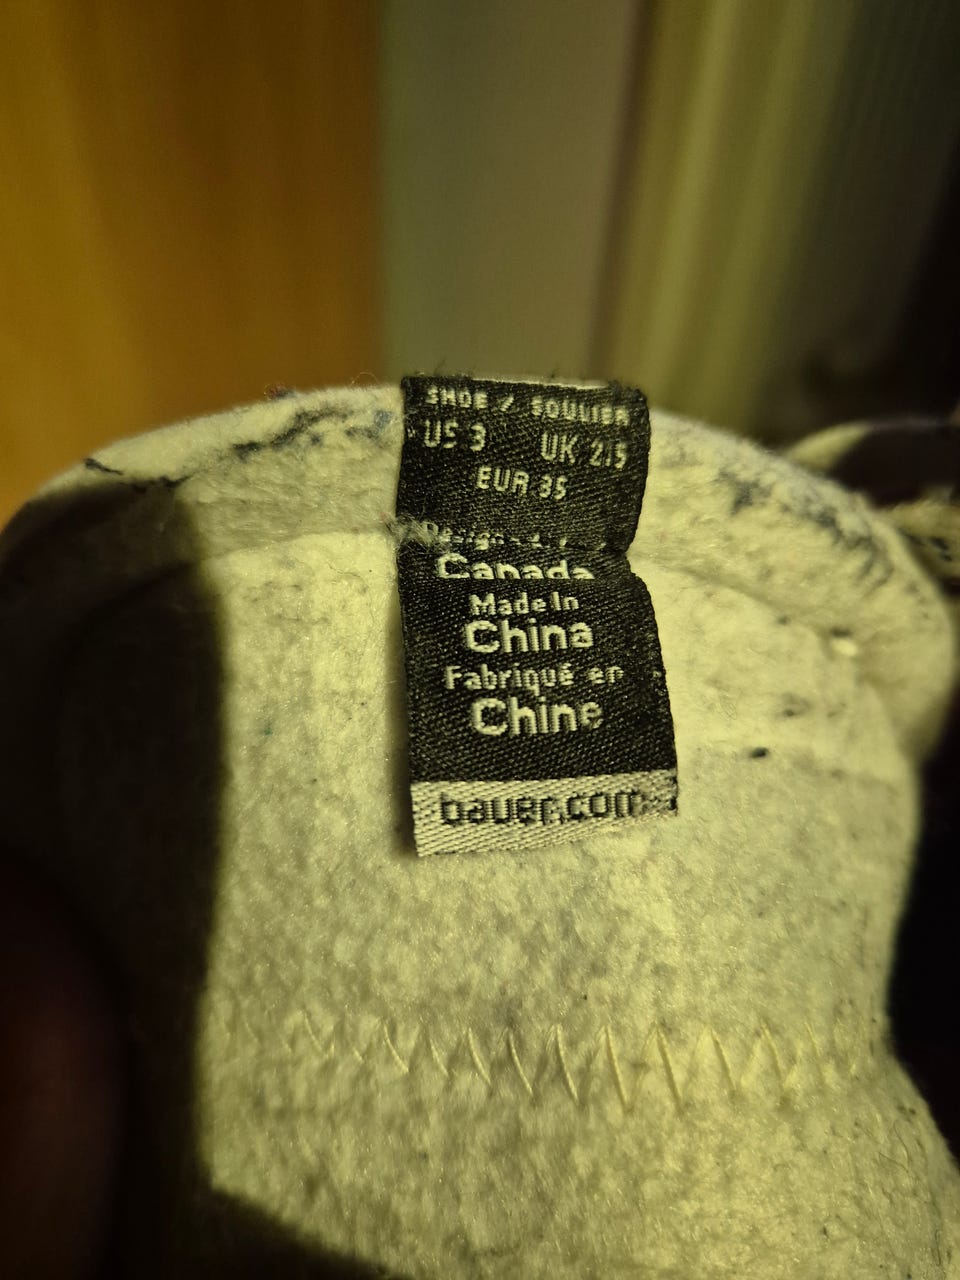 SHOE / SOULIER
US 3 UK 2.5
EUR 35
Canada
Made In
China
Fabriqué en
Chine
bauer.com